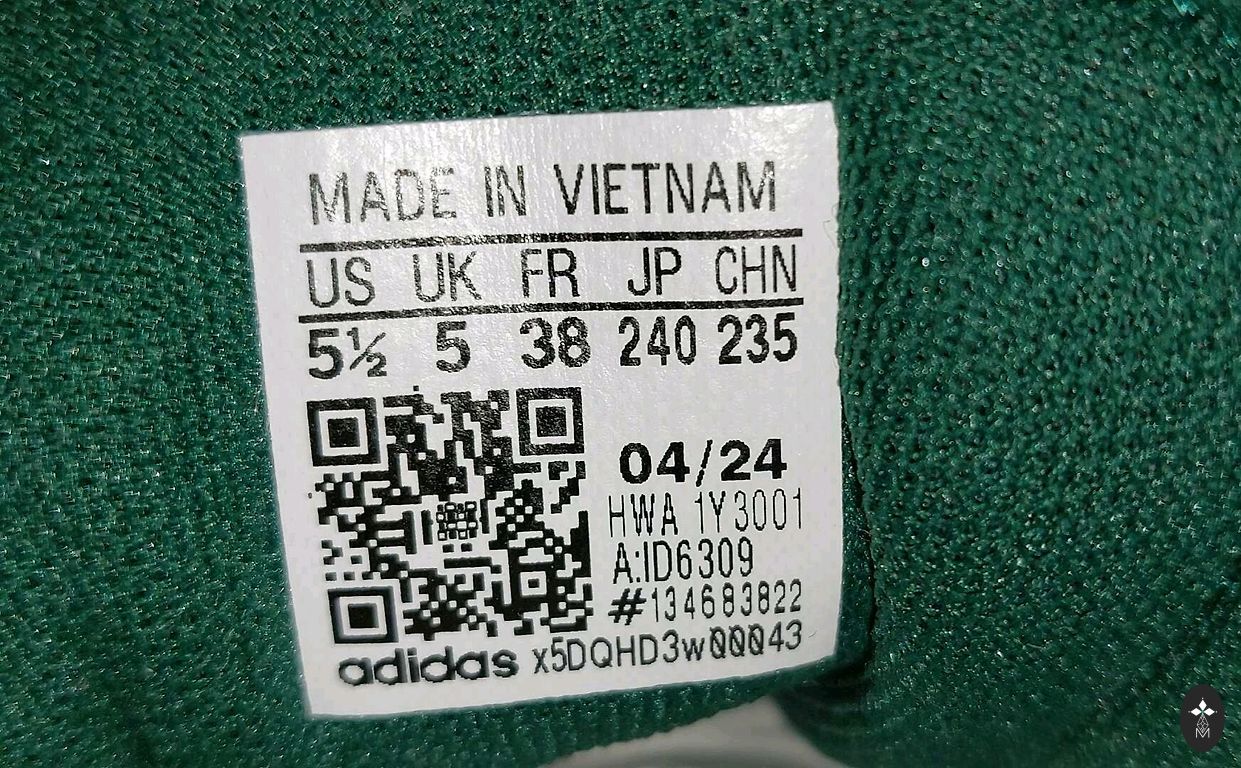 MADE IN VIETNAM
US UK FR JP CHN
5½ 5 38 240 235
04/24
HWA 1Y3001
A:ID6309
#134683822
adidas x5DQHD3w00043
M